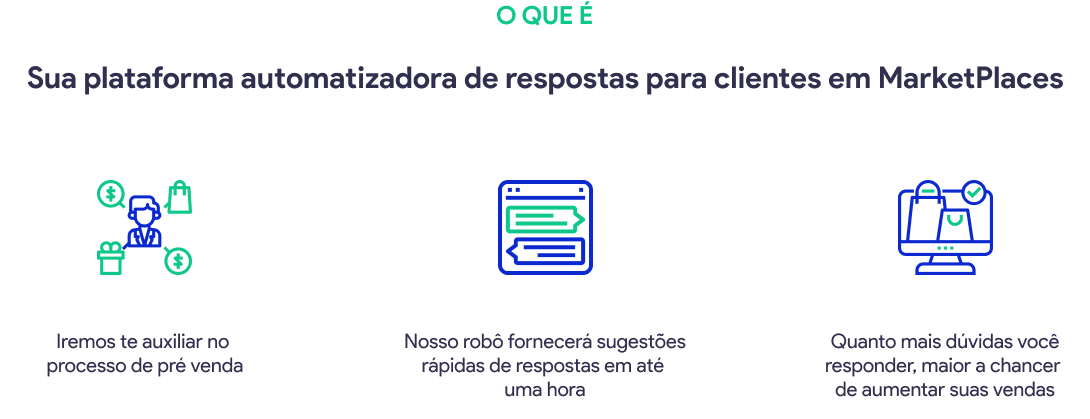 O QUE É
Sua plataforma automatizadora de respostas para clientes em MarketPlaces
Iremos te auxiliar no
processo de pré venda
Nosso robô fornecerá sugestões
rápidas de respostas em até
uma hora
Quanto mais dúvidas você
responder, maior a chancer
de aumentar suas vendas